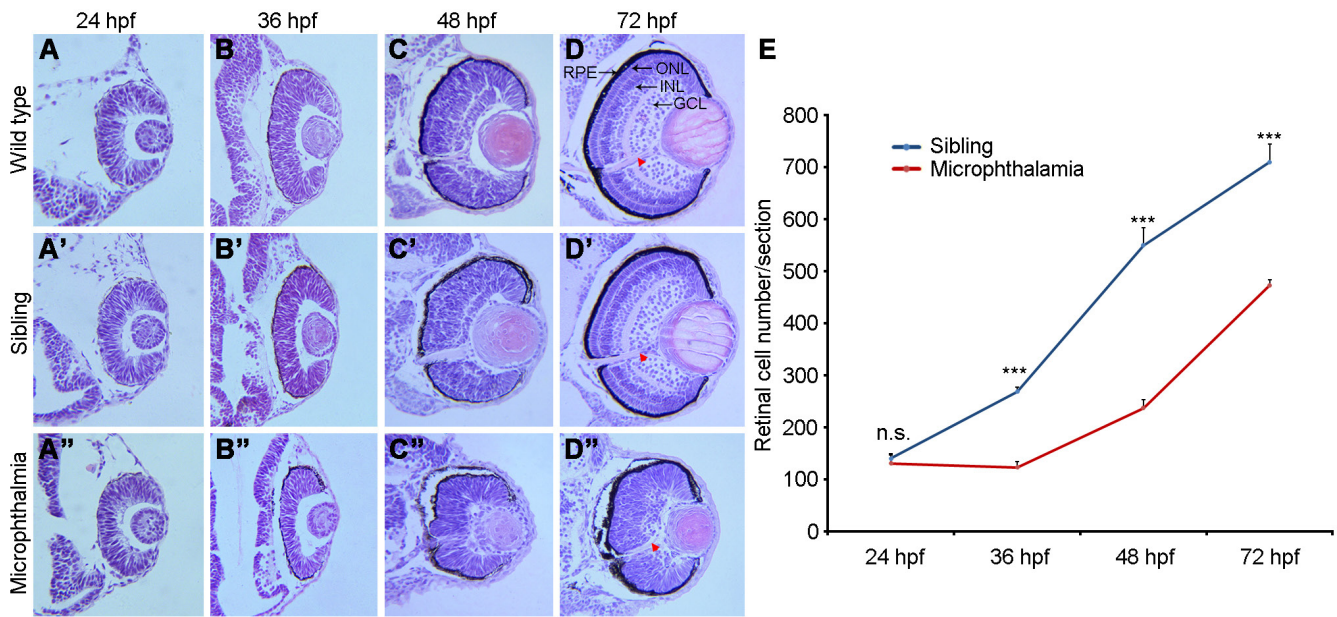 24 hpf 36 hpf 48 hpf 72 hpf
Wild type
A B C D
RPE ONL
INL
GCL
Sibling
A’ B’ C’ D’
Microphthalmia
A” B” C” D”
E
Retinal cell number/section
800
700
600
500
400
300
200
100
0
Sibling
Microphthalamia
n.s.
***
***
***
24 hpf 36 hpf 48 hpf 72 hpf